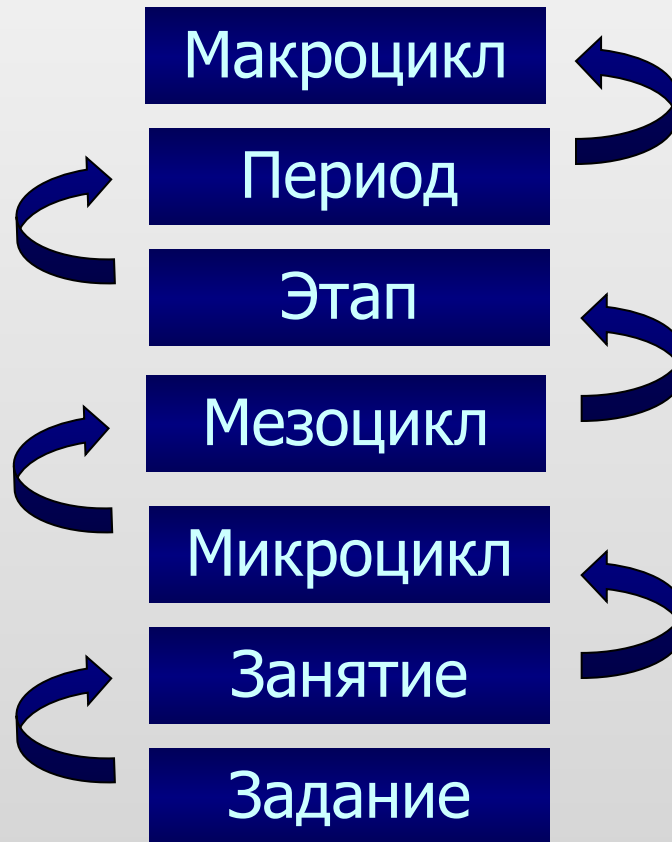 Макроцикл
Период
Этап
Мезоцикл
Микроцикл
Занятие
Задание